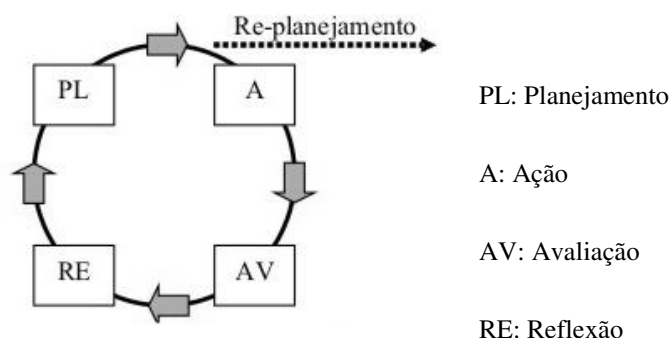 Re-planejamento
PL
A
PL: Planejamento
A: Ação
RE
AV
AV: Avaliação
RE: Reflexão